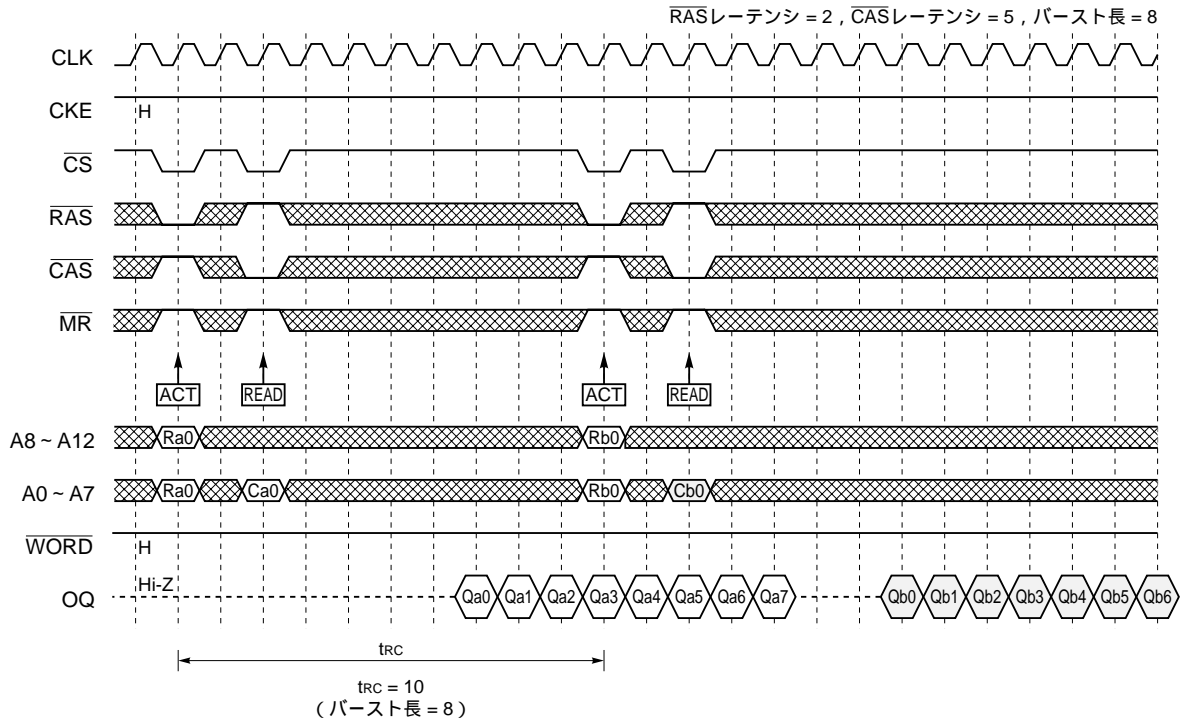 RASレーテンシ = 2 , CASレーテンシ = 5 , バースト長 = 8
CLK
CKE H
CS
RAS
CAS
MR
ACT READ ACT READ
A8 ~ A12 Ra0 Rb0
A0 ~ A7 Ra0 Ca0 Rb0 Cb0
WORD H
OQ Hi-Z Qa0 Qa1 Qa2 Qa3 Qa4 Qa5 Qa6 Qa7 Qb0 Qb1 Qb2 Qb3 Qb4 Qb5 Qb6
tRC
tRC = 10
( バースト長 = 8 )